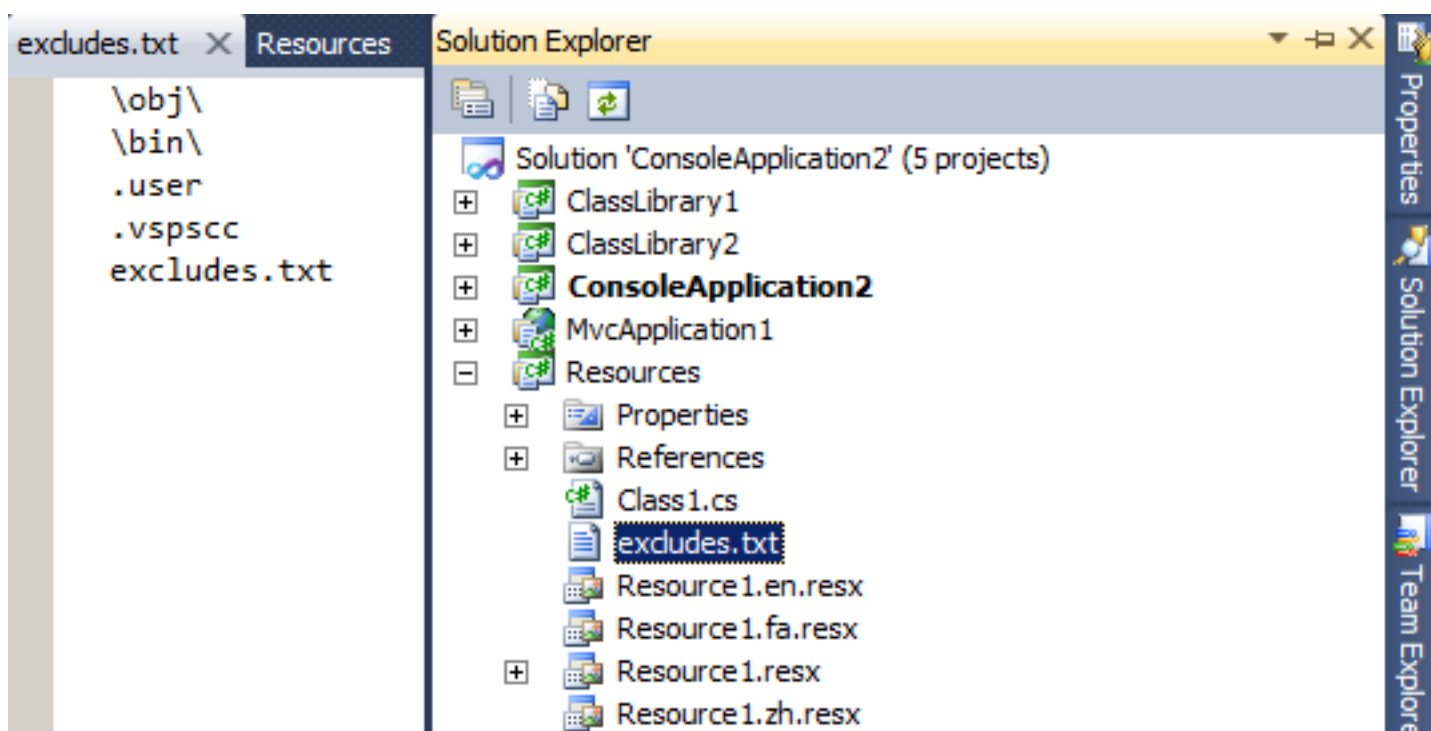 excludes.txt Resources
\obj\
\bin\
.user
.vspscc
excludes.txt
Solution Explorer
Solution 'ConsoleApplication2' (5 projects)
ClassLibrary1
ClassLibrary2
ConsoleApplication2
MvcApplication1
Resources
Properties
References
Class1.cs
excludes.txt
Resource1.en.resx
Resource1.fa.resx
Resource1.resx
Resource1.zh.resx
Properties
Solution Explorer
Team Explore